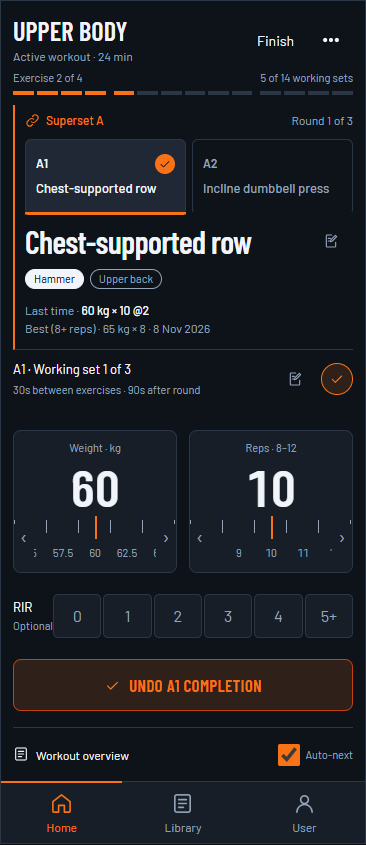 UPPER BODY
Finish
Active workout · 24 min
Exercise 2 of 4
5 of 14 working sets
Superset A
Round 1 of 3
A1
Chest-supported row
A2
Incline dumbbell press
Chest-supported row
Hammer
Upper back
Last time · 60 kg × 10 @2
Best (8+ reps) · 65 kg × 8 · 8 Nov 2026
A1 · Working set 1 of 3
30s between exercises · 90s after round
Weight · kg
60
57.5 60 62.5
Reps · 8–12
10
9 10 11
RIR
Optional
0 1 2 3 4 5+
UNDO A1 COMPLETION
Workout overview
Auto-next
Home
Library
User